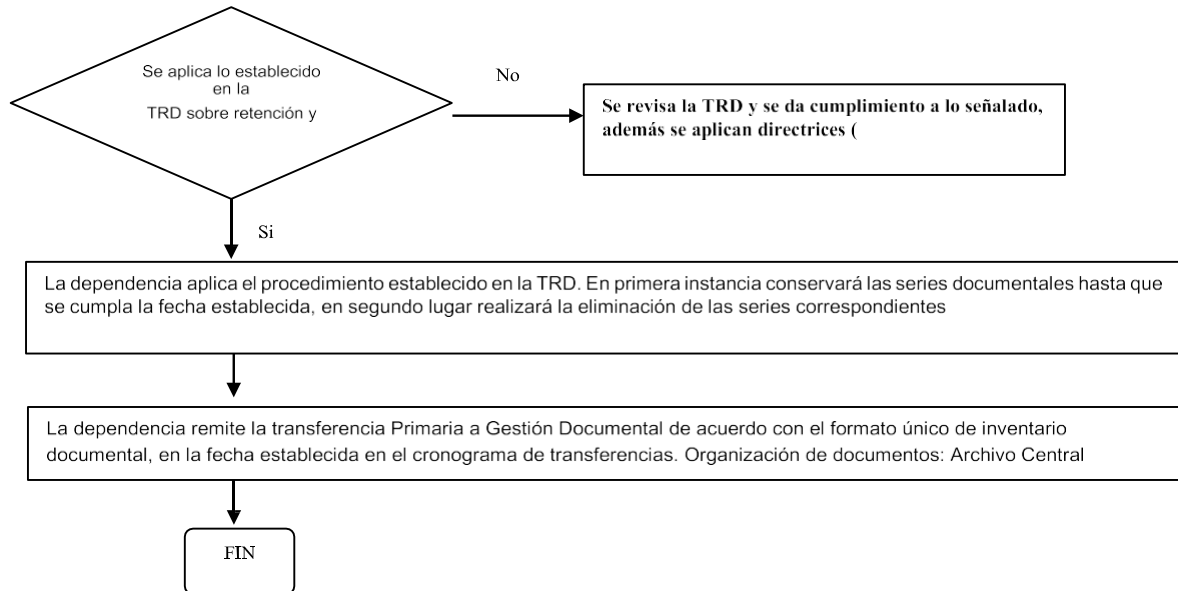 Se aplica lo establecido
en la
TRD sobre retención y
No
Se revisa la TRD y se da cumplimiento a lo señalado,
además se aplican directrices (
Si
La dependencia aplica el procedimiento establecido en la TRD. En primera instancia conservará las series documentales hasta que
se cumpla la fecha establecida, en segundo lugar realizará la eliminación de las series correspondientes
La dependencia remite la transferencia Primaria a Gestión Documental de acuerdo con el formato único de inventario
documental, en la fecha establecida en el cronograma de transferencias. Organización de documentos: Archivo Central
FIN